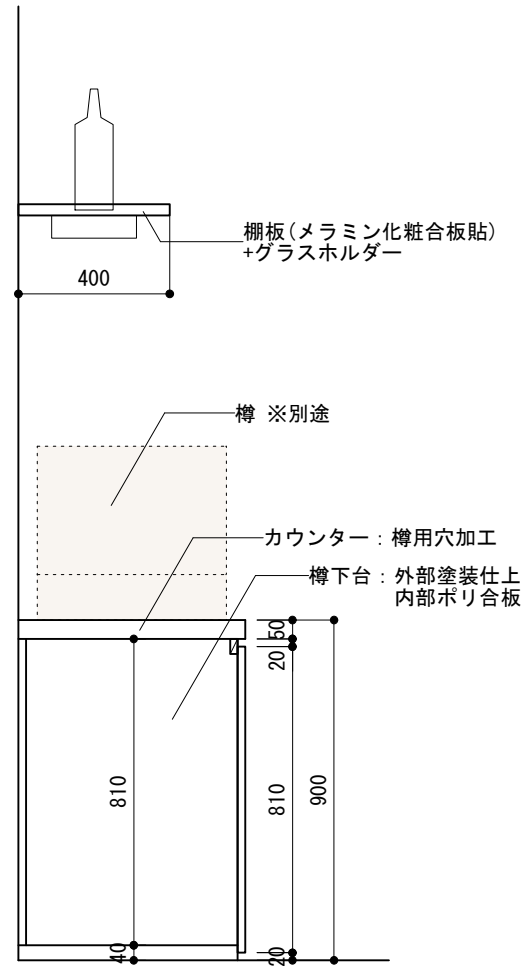 棚板(メラミン化粧合板貼)
+グラスホルダー
400
樽 ※別途
カウンター：樽用穴加工
樽下台：外部塗装仕上
内部ポリ合板
50
20
810
810
900
40
20